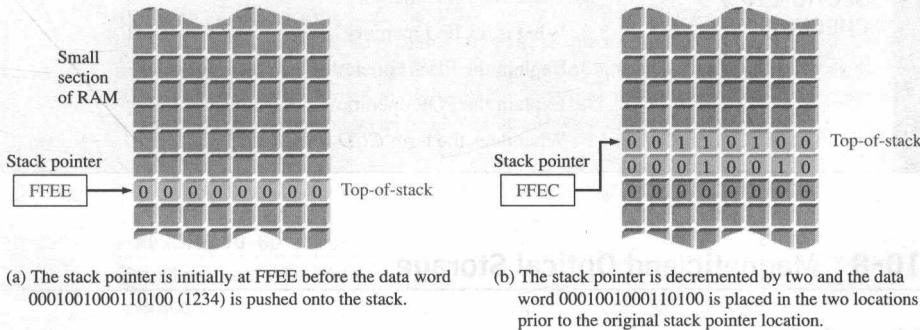 Small
section
of RAM
Stack pointer
FFEE
0 0 0 0 0 0 0 0
Top-of-stack
(a) The stack pointer is initially at FFEE before the data word
0001001000110100 (1234) is pushed onto the stack.
Stack pointer
FFEC
0 0 1 1 0 1 0 0
0 0 0 1 0 0 1 0
0 0 0 0 0 0 0 0
Top-of-stack
(b) The stack pointer is decremented by two and the data
word 0001001000110100 is placed in the two locations
prior to the original stack pointer location.